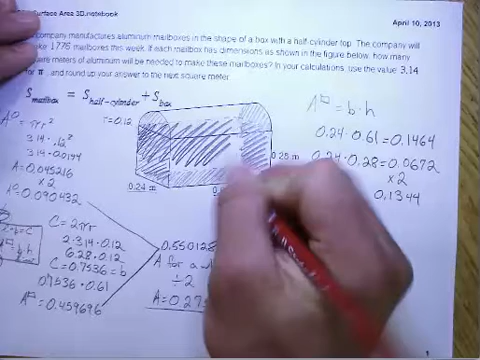 Surface Area 3D.notebook
April 10, 2013
company manufactures aluminum mailboxes in the shape of a box with a half-cylinder top. The company will
1776 mailboxes this week. If each mailbox has dimensions as shown in the figure below, how many
meters of aluminum will be needed to make these mailboxes? In your calculations, use the value 3.14
for π, and round up your answer to the next square meter.
S mailbox = S half-cylinder + S box
r=0.12
A○=πr²
3.14·.12²
3.14·0.0144
A=0.045216
×2
A○=0.090432
C=2πr
2·3.14·0.12
6.28·0.12
C=0.7536=b
0.7536·0.61
A▭=0.459696
0.550128
A for a
÷2
A=0.275
0.24 m
0.28 m
A▭=b·h
0.24·0.61=0.1464
0.24·0.28=0.0672
×2
0.1344
1